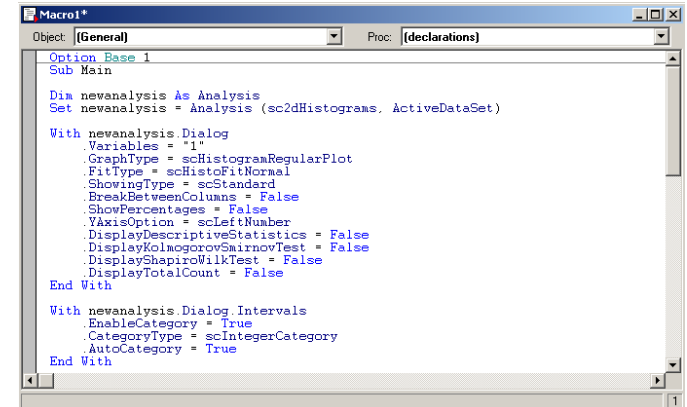 Macro1*
Object: (General) Proc: (declarations)
Option Base 1
Sub Main
Dim newanalysis As Analysis
Set newanalysis = Analysis (sc2dHistograms, ActiveDataSet)
With newanalysis.Dialog
.Variables = "1"
.GraphType = scHistogramRegularPlot
.FitType = scHistoFitNormal
.ShowingType = scStandard
.BreakBetweenColumns = False
.ShowPercentages = False
.YAxisOption = scLeftNumber
.DisplayDescriptiveStatistics = False
.DisplayKolmogorovSmirnovTest = False
.DisplayShapiroWilkTest = False
.DisplayTotalCount = False
End With
With newanalysis.Dialog.Intervals
.EnableCategory = True
.CategoryType = scIntegerCategory
.AutoCategory = True
End With
1